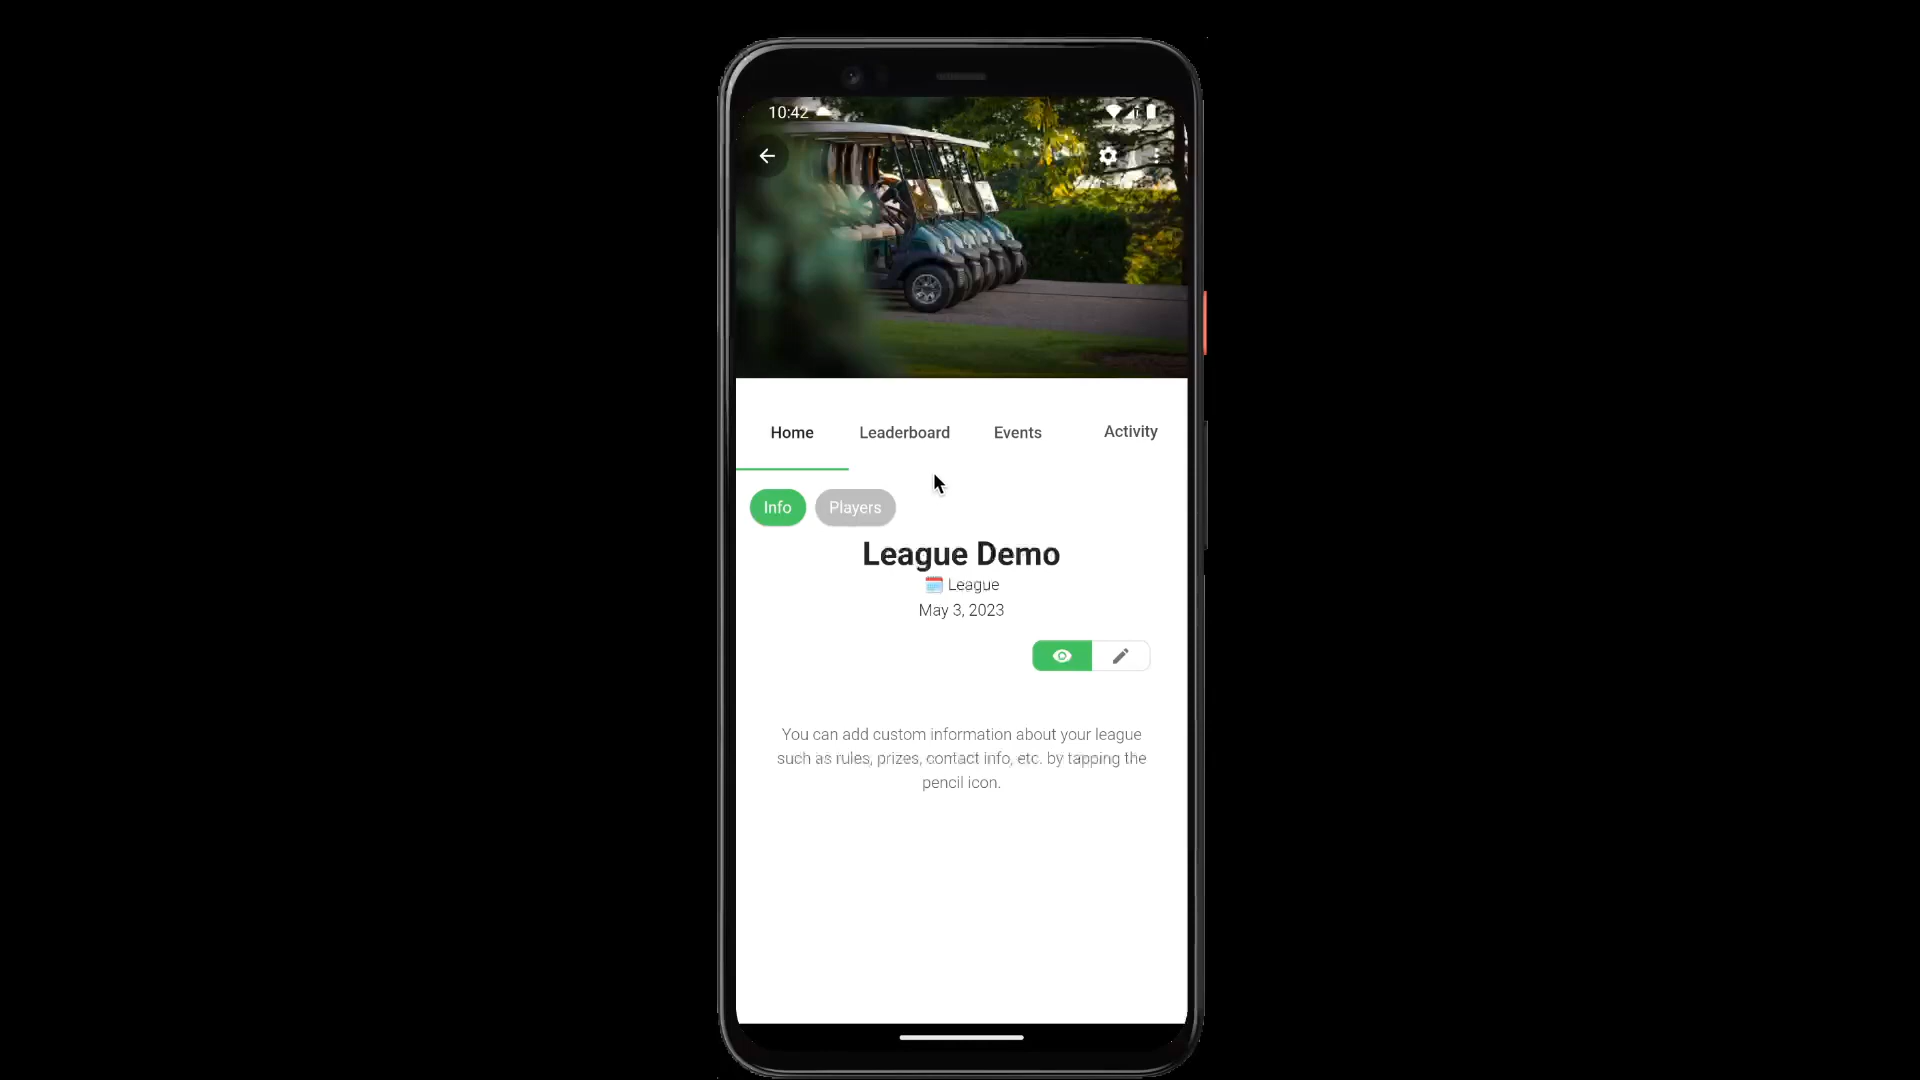 10:42
Home Leaderboard Events Activity
Info Players
League Demo
🗓️ League
May 3, 2023
You can add custom information about your league
such as rules, prizes, contact info, etc. by tapping the
pencil icon.